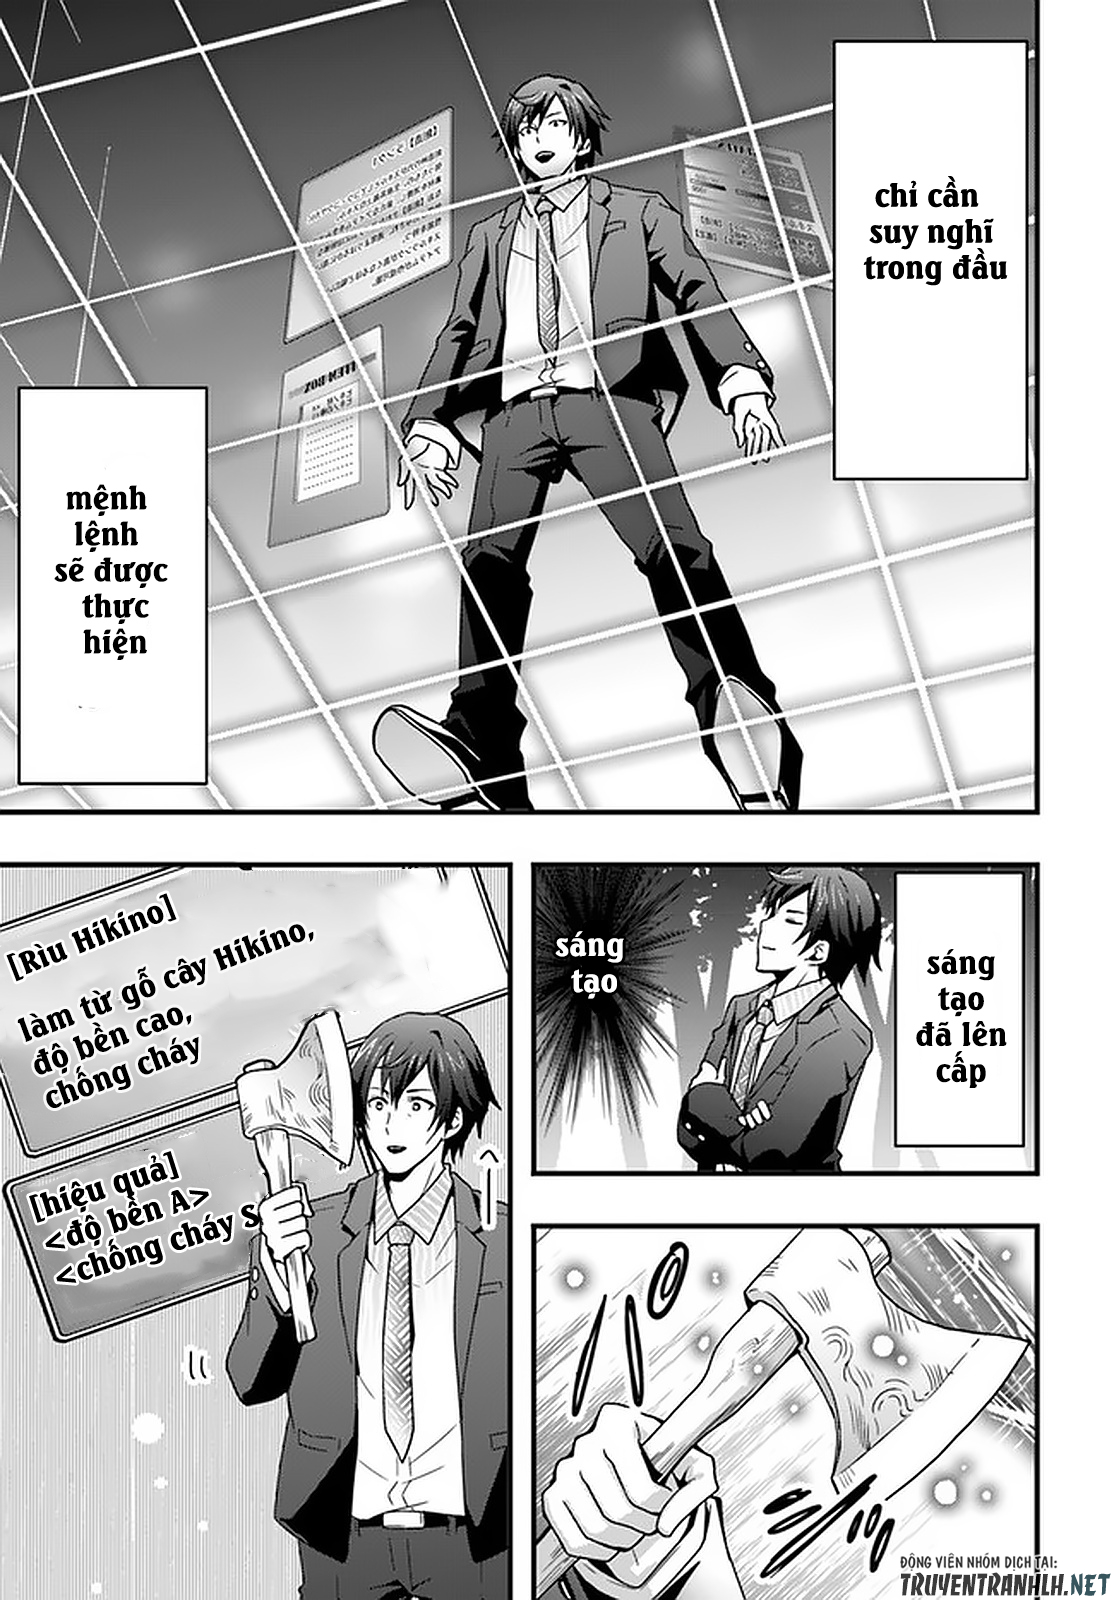 chỉ cần
suy nghĩ
trong đầu
mệnh
lệnh
sẽ được
thực
hiện
sáng
tạo
đã lên
cấp
sáng
tạo
[Rìu Hikino]
làm từ gỗ cây Hikino,
độ bền cao,
chống cháy
[hiệu quả]
<độ bền A>
<chống cháy S
へ
ĐỘNG VIÊN NHÓM DỊCH TẠI:
TRUYENTRANHLH.NET